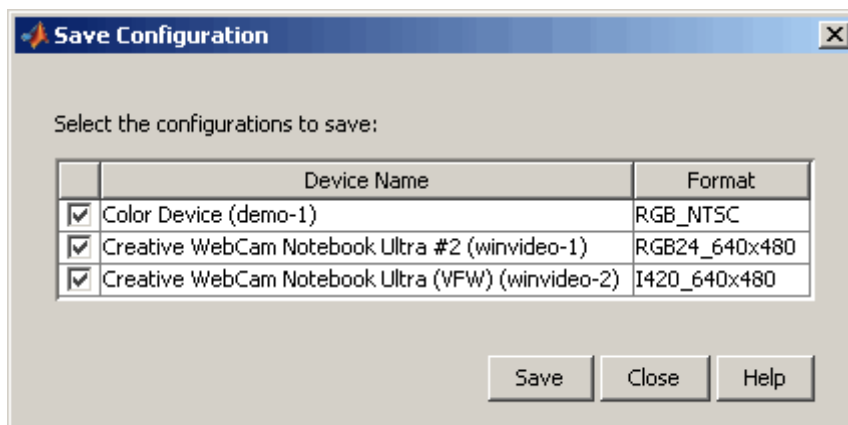 Save Configuration
Select the configurations to save:
Device Name Format
Color Device (demo-1) RGB_NTSC
Creative WebCam Notebook Ultra #2 (winvideo-1) RGB24_640x480
Creative WebCam Notebook Ultra (VFW) (winvideo-2) I420_640x480
Save Close Help